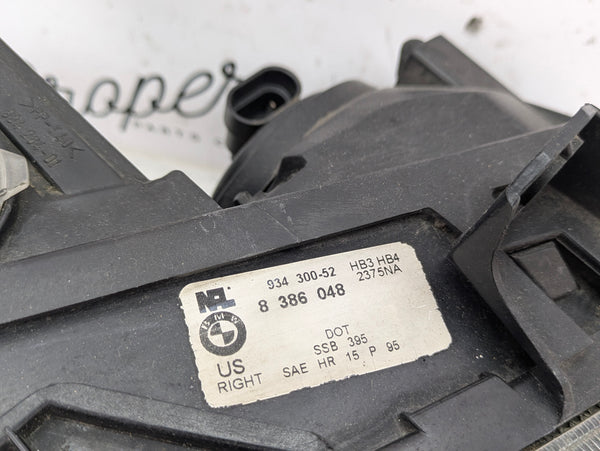 roper
934 300-52 HB3 HB4
NAL 8 386 048 2375NA
BMW
DOT
US SSB 395
RIGHT SAE HR 15 P 95